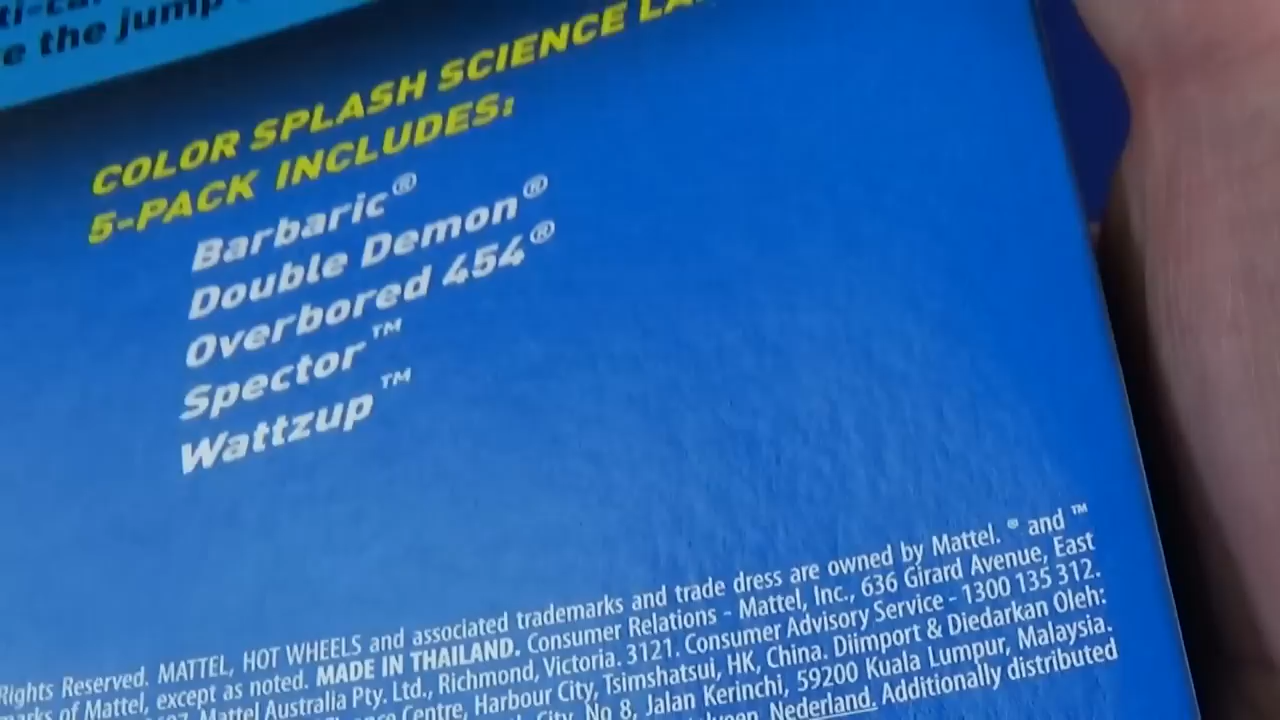 e the jump
COLOR SPLASH SCIENCE
5-PACK INCLUDES:
Barbaric®
Double Demon®
Overbored 454®
Spector™
Wattzup™
Rights Reserved. MATTEL, HOT WHEELS and associated trademarks and trade dress are owned by Mattel. ® and ™
of Mattel, except as noted. MADE IN THAILAND. Consumer Relations - Mattel, Inc., 636 Girard Avenue, East
Mattel Australia Pty. Ltd., Richmond, Victoria. 3121. Consumer Advisory Service - 1300 135 312.
Centre, Harbour City, Tsimshatsui, HK, China. Diimport & Diedarkan Oleh:
City, No 8, Jalan Kerinchi, 59200 Kuala Lumpur, Malaysia.
Nederland. Additionally distributed